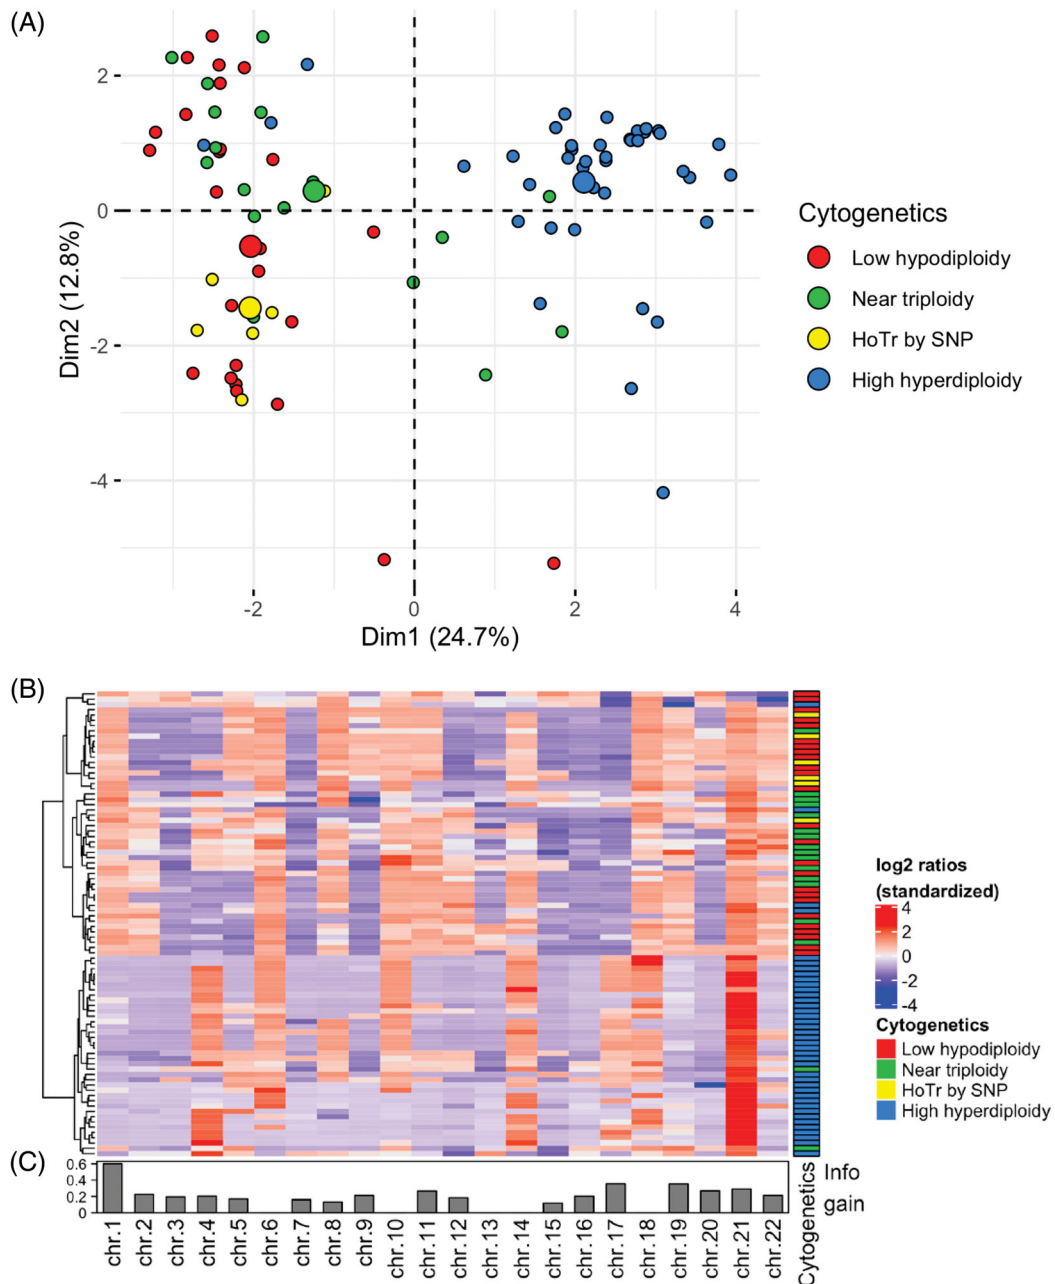 (A)
2
0
-2
-4
-2 0 2 4
Dim1 (24.7%)
Dim2 (12.8%)
Cytogenetics
Low hypodiploidy
Near triploidy
HoTr by SNP
High hyperdiploidy
(B)
log2 ratios
(standardized)
4
2
0
-2
-4
Cytogenetics
Low hypodiploidy
Near triploidy
HoTr by SNP
High hyperdiploidy
(C)
0.6
0.4
0.2
0
Info
gain
chr.1 chr.2 chr.3 chr.4 chr.5 chr.6 chr.7 chr.8 chr.9 chr.10 chr.11 chr.12 chr.13 chr.14 chr.15 chr.16 chr.17 chr.18 chr.19 chr.20 chr.21 chr.22 Cytogenetics